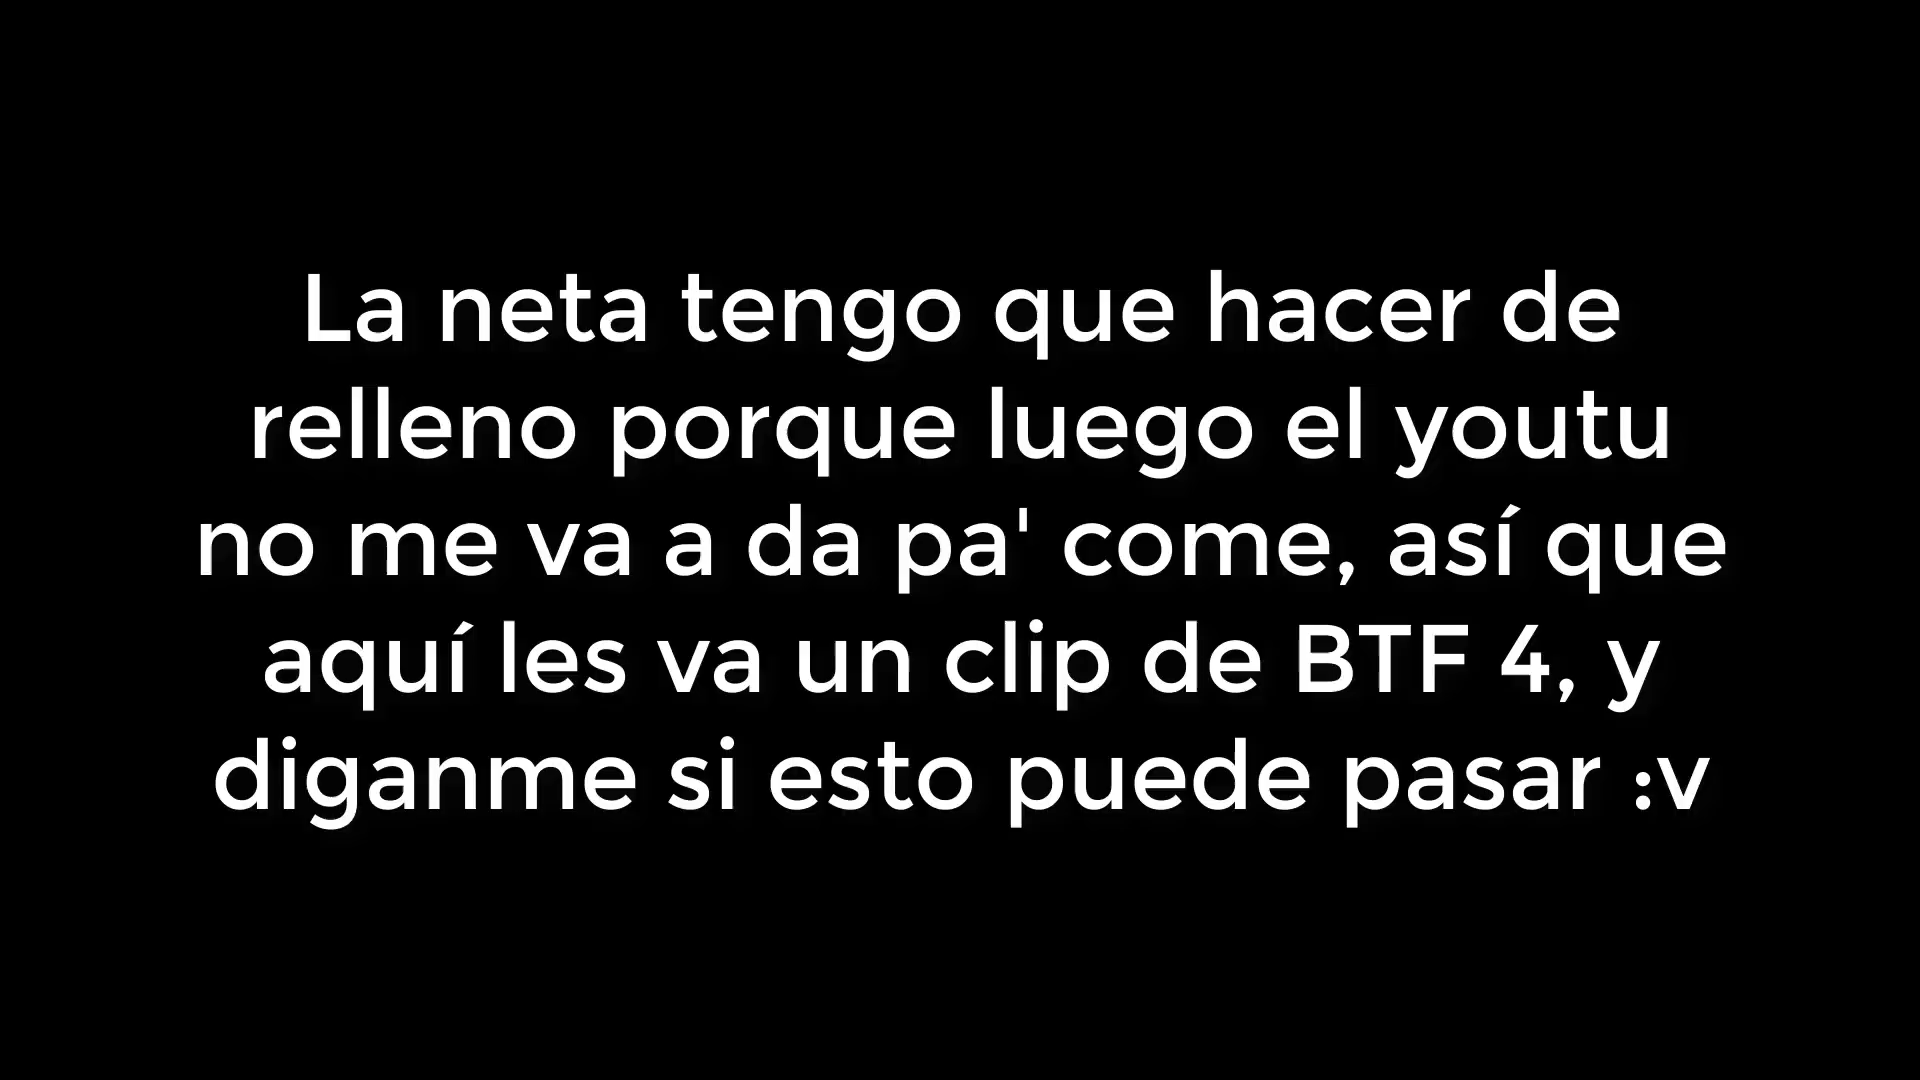 La neta tengo que hacer de
relleno porque luego el youtu
no me va a da pa' come, así que
aquí les va un clip de BTF 4, y
diganme si esto puede pasar :v